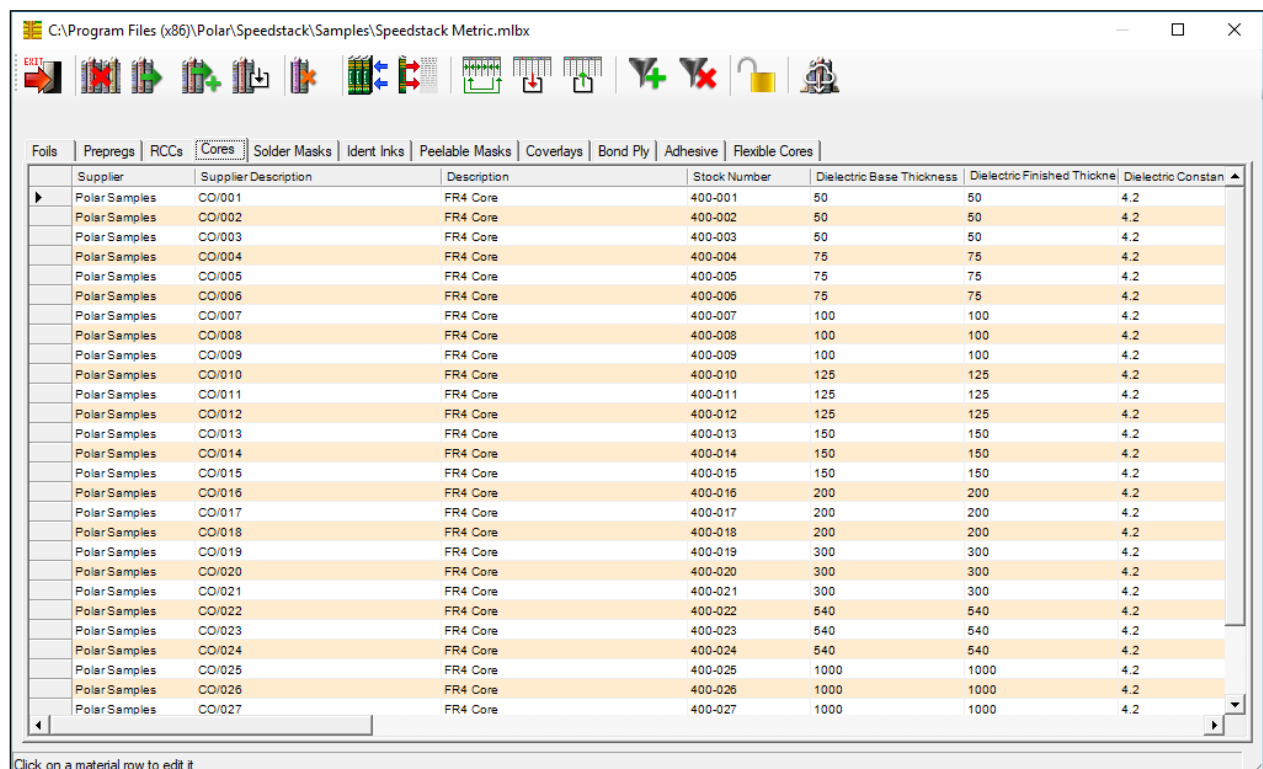 C:\Program Files (x86)\Polar\Speedstack\Samples\Speedstack Metric.mlbx
EXIT
Foils Prepregs RCCs Cores Solder Masks Ident Inks Peelable Masks Coverlays Bond Ply Adhesive Flexible Cores
Supplier Supplier Description Description Stock Number Dielectric Base Thickness Dielectric Finished Thickne Dielectric Constan
Polar Samples CO/001 FR4 Core 400-001 50 50 4.2
Polar Samples CO/002 FR4 Core 400-002 50 50 4.2
Polar Samples CO/003 FR4 Core 400-003 50 50 4.2
Polar Samples CO/004 FR4 Core 400-004 75 75 4.2
Polar Samples CO/005 FR4 Core 400-005 75 75 4.2
Polar Samples CO/006 FR4 Core 400-006 75 75 4.2
Polar Samples CO/007 FR4 Core 400-007 100 100 4.2
Polar Samples CO/008 FR4 Core 400-008 100 100 4.2
Polar Samples CO/009 FR4 Core 400-009 100 100 4.2
Polar Samples CO/010 FR4 Core 400-010 125 125 4.2
Polar Samples CO/011 FR4 Core 400-011 125 125 4.2
Polar Samples CO/012 FR4 Core 400-012 125 125 4.2
Polar Samples CO/013 FR4 Core 400-013 150 150 4.2
Polar Samples CO/014 FR4 Core 400-014 150 150 4.2
Polar Samples CO/015 FR4 Core 400-015 150 150 4.2
Polar Samples CO/016 FR4 Core 400-016 200 200 4.2
Polar Samples CO/017 FR4 Core 400-017 200 200 4.2
Polar Samples CO/018 FR4 Core 400-018 200 200 4.2
Polar Samples CO/019 FR4 Core 400-019 300 300 4.2
Polar Samples CO/020 FR4 Core 400-020 300 300 4.2
Polar Samples CO/021 FR4 Core 400-021 300 300 4.2
Polar Samples CO/022 FR4 Core 400-022 540 540 4.2
Polar Samples CO/023 FR4 Core 400-023 540 540 4.2
Polar Samples CO/024 FR4 Core 400-024 540 540 4.2
Polar Samples CO/025 FR4 Core 400-025 1000 1000 4.2
Polar Samples CO/026 FR4 Core 400-026 1000 1000 4.2
Polar Samples CO/027 FR4 Core 400-027 1000 1000 4.2
Click on a material row to edit it